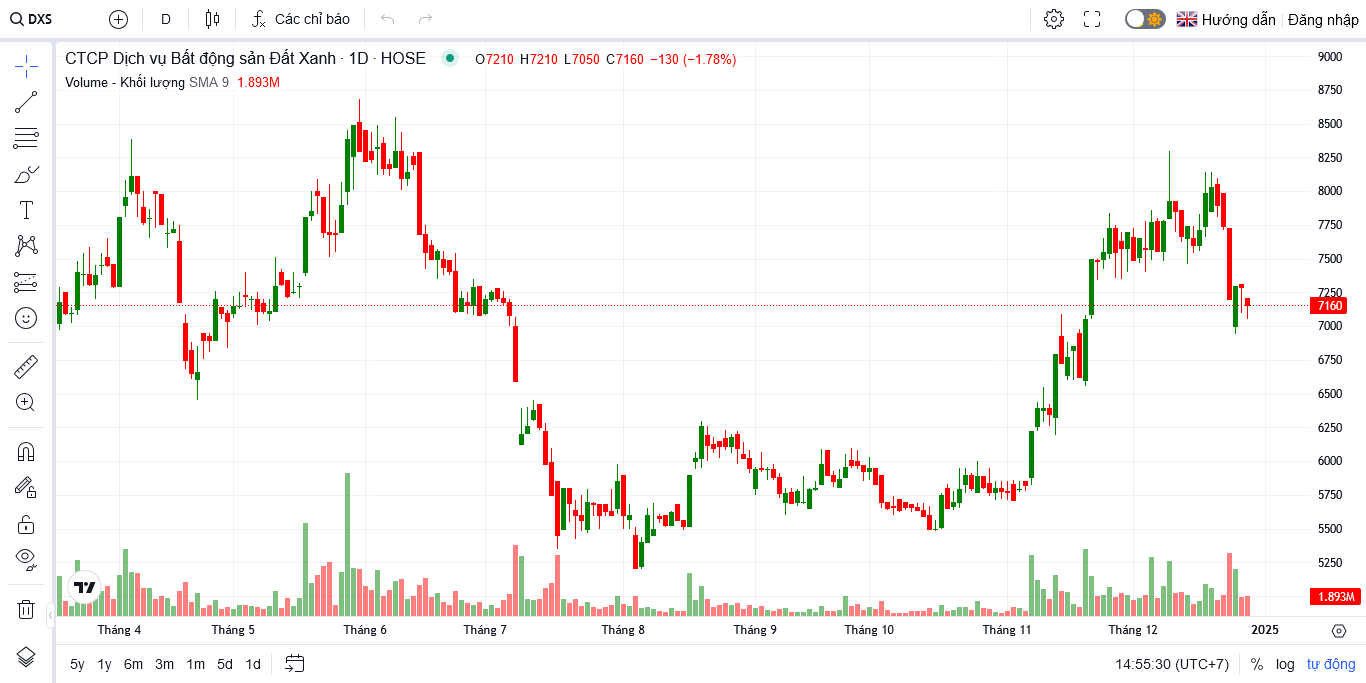 DXS D Các chỉ báo Hướng dẫn Đăng nhập
CTCP Dịch vụ Bất động sản Đất Xanh · 1D · HOSE O7210 H7210 L7050 C7160 −130 (−1.78%)
Volume - Khối lượng SMA 9 1.893M
9000
8750
8500
8250
8000
7750
7500
7250
7160
7000
6750
6500
6250
6000
5750
5500
5250
1.893M
Tháng 4 Tháng 5 Tháng 6 Tháng 7 Tháng 8 Tháng 9 Tháng 10 Tháng 11 Tháng 12 2025
5y 1y 6m 3m 1m 5d 1d 14:55:30 (UTC+7) % log tự động